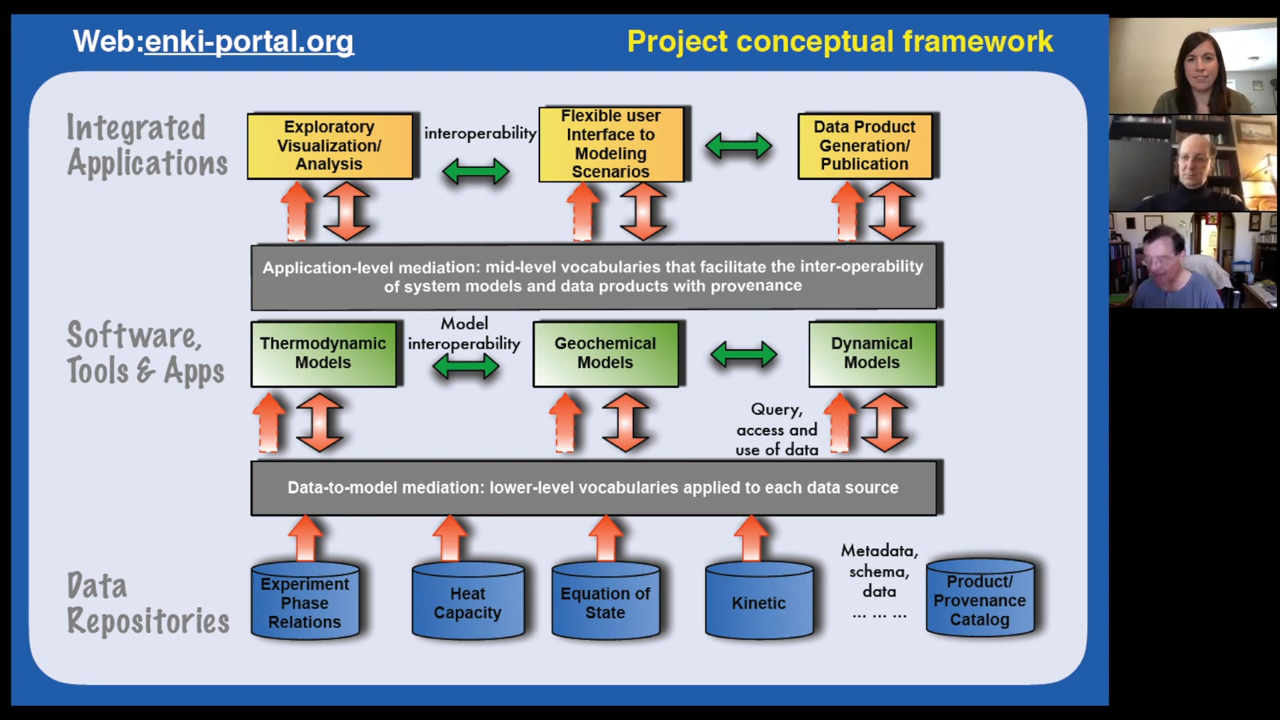 Web:enki-portal.org
Project conceptual framework
Integrated
Applications
Exploratory
Visualization/
Analysis
interoperability
Flexible user
Interface to
Modeling
Scenarios
Data Product
Generation/
Publication
Application-level mediation: mid-level vocabularies that facilitate the inter-operability
of system models and data products with provenance
Software,
Tools & Apps
Thermodynamic
Models
Model
interoperability
Geochemical
Models
Dynamical
Models
Query,
access and
use of data
Data-to-model mediation: lower-level vocabularies applied to each data source
Data
Repositories
Experiment
Phase
Relations
Heat
Capacity
Equation of
State
Kinetic
Metadata,
schema,
data
... ... ...
Product/
Provenance
Catalog